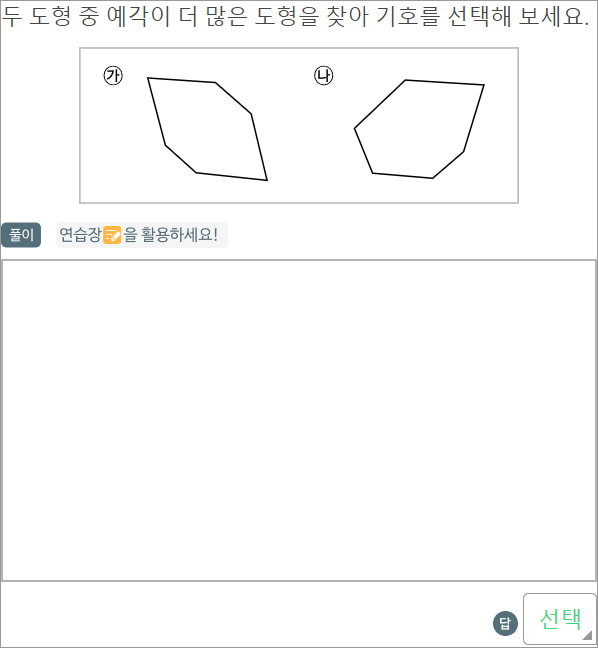 두 도형 중 예각이 더 많은 도형을 찾아 기호를 선택해 보세요.
㉮ ㉯
풀이 연습장을 활용하세요!
답 선택